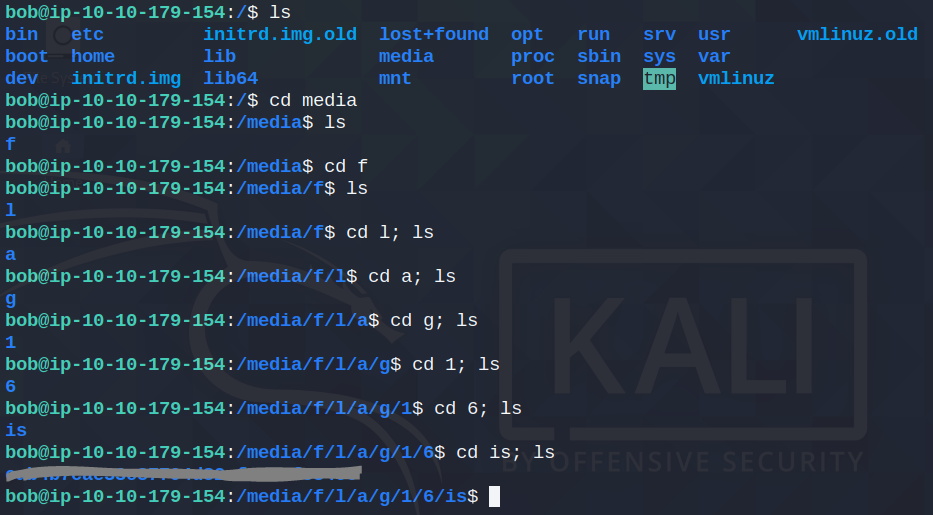 bob@ip-10-10-179-154:/$ ls
bin etc initrd.img.old lost+found opt run srv usr vmlinuz.old
boot home lib media proc sbin sys var
dev initrd.img lib64 mnt root snap tmp vmlinuz
bob@ip-10-10-179-154:/$ cd media
bob@ip-10-10-179-154:/media$ ls
f
bob@ip-10-10-179-154:/media$ cd f
bob@ip-10-10-179-154:/media/f$ ls
l
bob@ip-10-10-179-154:/media/f$ cd l; ls
a
bob@ip-10-10-179-154:/media/f/l$ cd a; ls
g
bob@ip-10-10-179-154:/media/f/l/a$ cd g; ls
1
bob@ip-10-10-179-154:/media/f/l/a/g$ cd 1; ls
6
bob@ip-10-10-179-154:/media/f/l/a/g/1$ cd 6; ls
is
bob@ip-10-10-179-154:/media/f/l/a/g/1/6$ cd is; ls
bob@ip-10-10-179-154:/media/f/l/a/g/1/6/is$
KALI
BY OFFENSIVE SECURITY